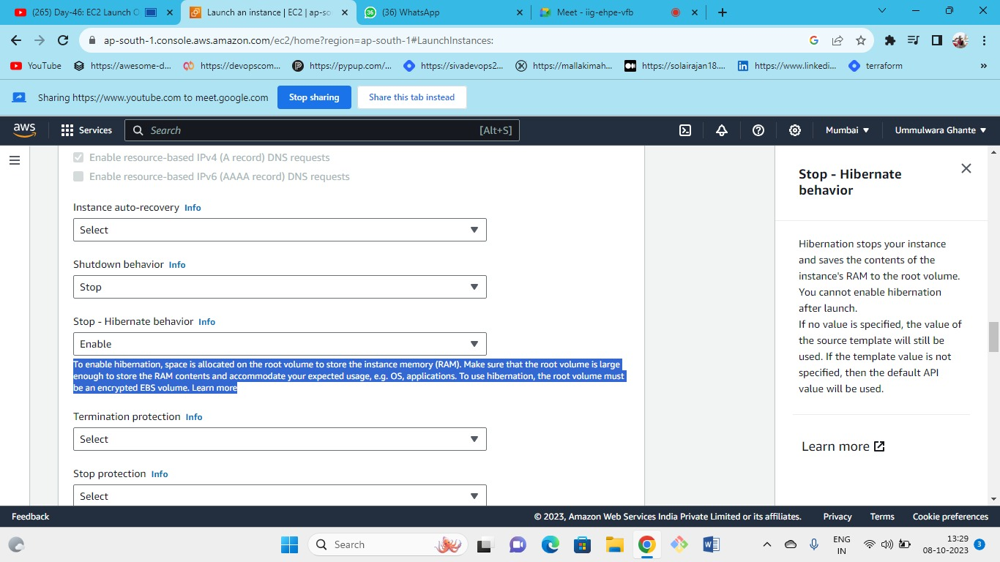 (265) Day-46: EC2 Launch O
Launch an instance | EC2 | ap-so
(36) WhatsApp
Meet - iig-ehpe-vfb
ap-south-1.console.aws.amazon.com/ec2/home?region=ap-south-1#LaunchInstances:
YouTube
https://awesome-d...
https://devopscom...
https://pypup.com/...
https://sivadevops2...
https://mallakimah...
https://solairajan18....
https://www.linkedi...
terraform
»
Sharing https://www.youtube.com to meet.google.com
Stop sharing
Share this tab instead
aws
Services
Search
[Alt+S]
Mumbai
Ummulwara Ghante
Enable resource-based IPv4 (A record) DNS requests
Enable resource-based IPv6 (AAAA record) DNS requests
Instance auto-recovery Info
Select
Shutdown behavior Info
Stop
Stop - Hibernate behavior Info
Enable
To enable hibernation, space is allocated on the root volume to store the instance memory (RAM). Make sure that the root volume is large
enough to store the RAM contents and accommodate your expected usage, e.g. OS, applications. To use hibernation, the root volume must
be an encrypted EBS volume. Learn more
Termination protection Info
Select
Stop protection Info
Select
Stop - Hibernate
behavior
Hibernation stops your instance
and saves the contents of the
instance's RAM to the root volume.
You cannot enable hibernation
after launch.
If no value is specified, the value of
the source template will still be
used. If the template value is not
specified, then the default API
value will be used.
Learn more
Feedback
© 2023, Amazon Web Services India Private Limited or its affiliates.
Privacy
Terms
Cookie preferences
Search
ENG
IN
13:29
08-10-2023
3